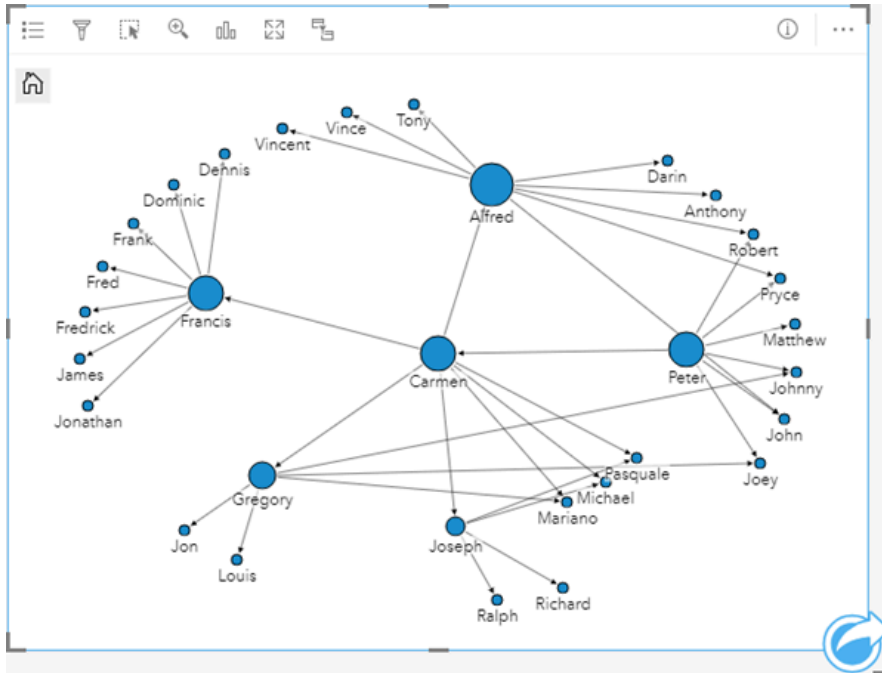 Tony
Vince
Vincent
Dennis
Darin
Dominic
Anthony
Alfred
Frank
Robert
Fred
Pryce
Francis
Fredrick
Matthew
James
Carmen
Peter
Johnny
Jonathan
John
Pasquale
Joey
Gregory
Michael
Mariano
Jon
Joseph
Louis
Richard
Ralph